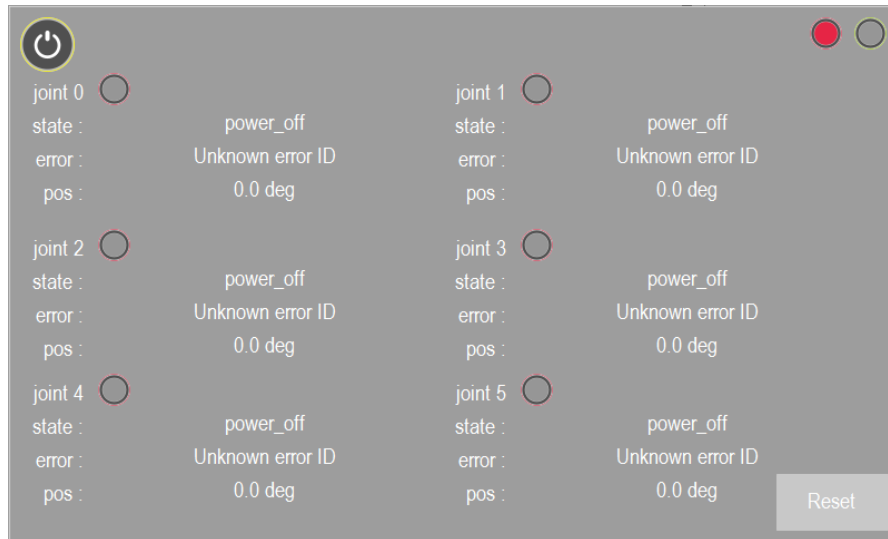 joint 0
state : power_off
error : Unknown error ID
pos : 0.0 deg
joint 1
state : power_off
error : Unknown error ID
pos : 0.0 deg
joint 2
state : power_off
error : Unknown error ID
pos : 0.0 deg
joint 3
state : power_off
error : Unknown error ID
pos : 0.0 deg
joint 4
state : power_off
error : Unknown error ID
pos : 0.0 deg
joint 5
state : power_off
error : Unknown error ID
pos : 0.0 deg
Reset